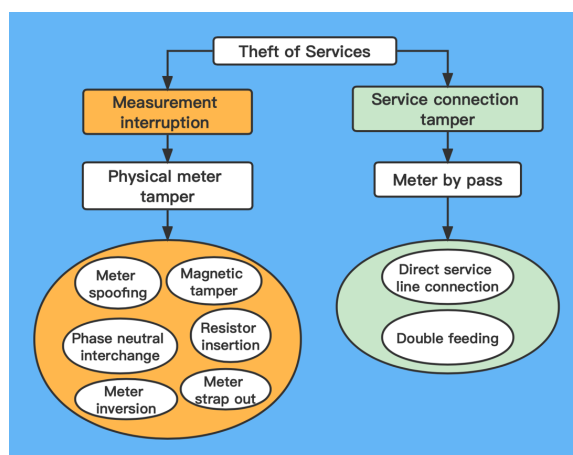 Theft of Services
Measurement
interruption
Service connection
tamper
Physical meter
tamper
Meter by pass
Meter
spoofing
Magnetic
tamper
Phase neutral
interchange
Resistor
insertion
Meter
inversion
Meter
strap out
Direct service
line connection
Double feeding